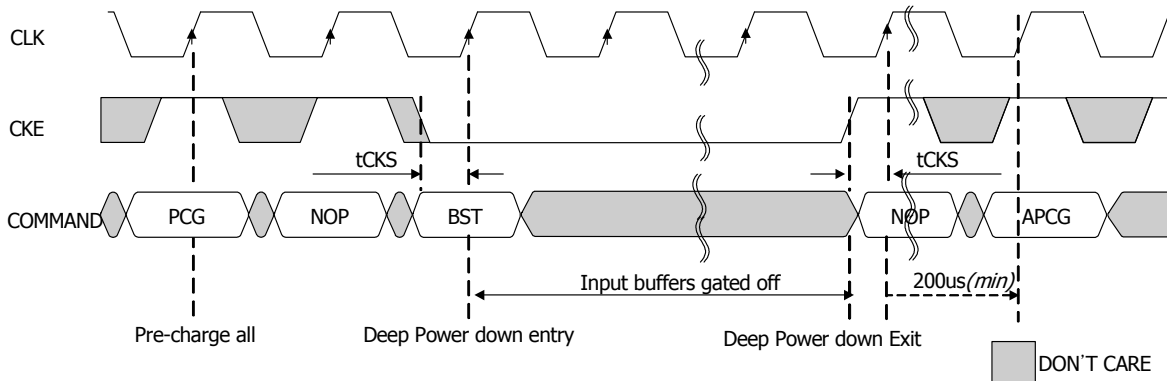 CLK
CKE
tCKS
tCKS
COMMAND
PCG
NOP
BST
NOP
APCG
Input buffers gated off
200us(min)
Pre-charge all
Deep Power down entry
Deep Power down Exit
DON'T CARE